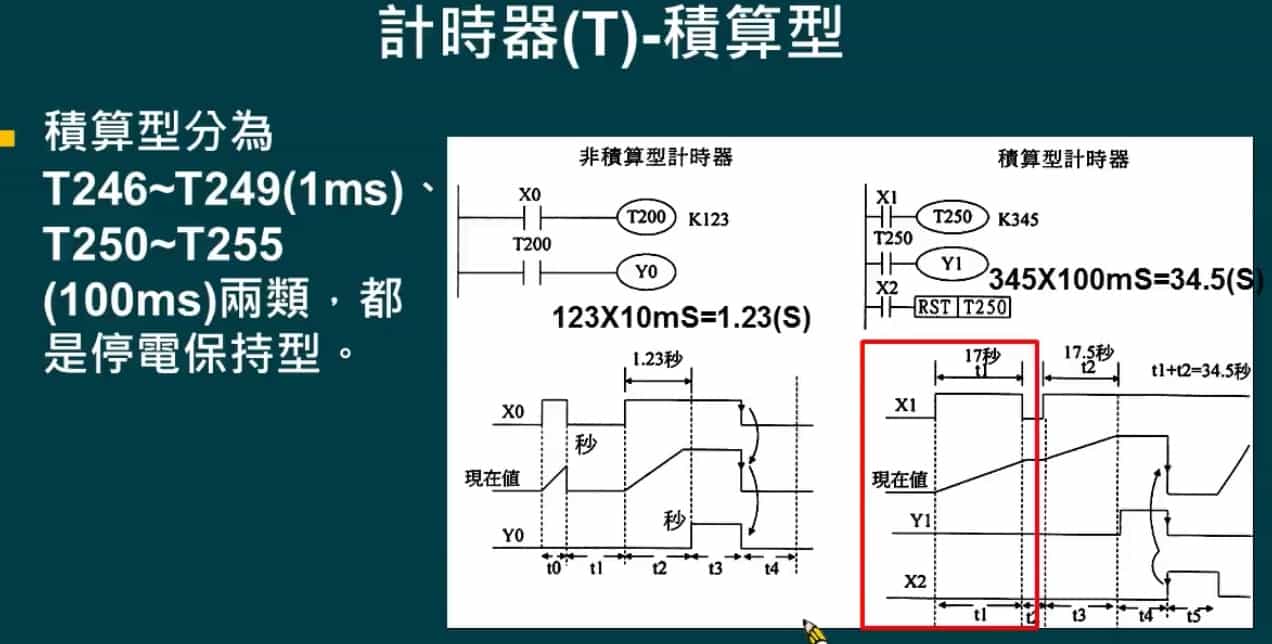 計時器(T)-積算型
積算型分為
T246~T249(1ms)、
T250~T255
(100ms)兩類，都
是停電保持型。
非積算型計時器
X0
T200
K123
T200
Y0
123X10mS=1.23(S)
1.23秒
X0
秒
現在值
秒
Y0
t0
t1
t2
t3
t4
積算型計時器
X1
T250
K345
T250
Y1
345X100mS=34.5(S)
X2
RST T250
17秒
t1
17.5秒
t2
t1+t2=34.5秒
X1
現在值
Y1
X2
t1
t2
t3
t4
t5